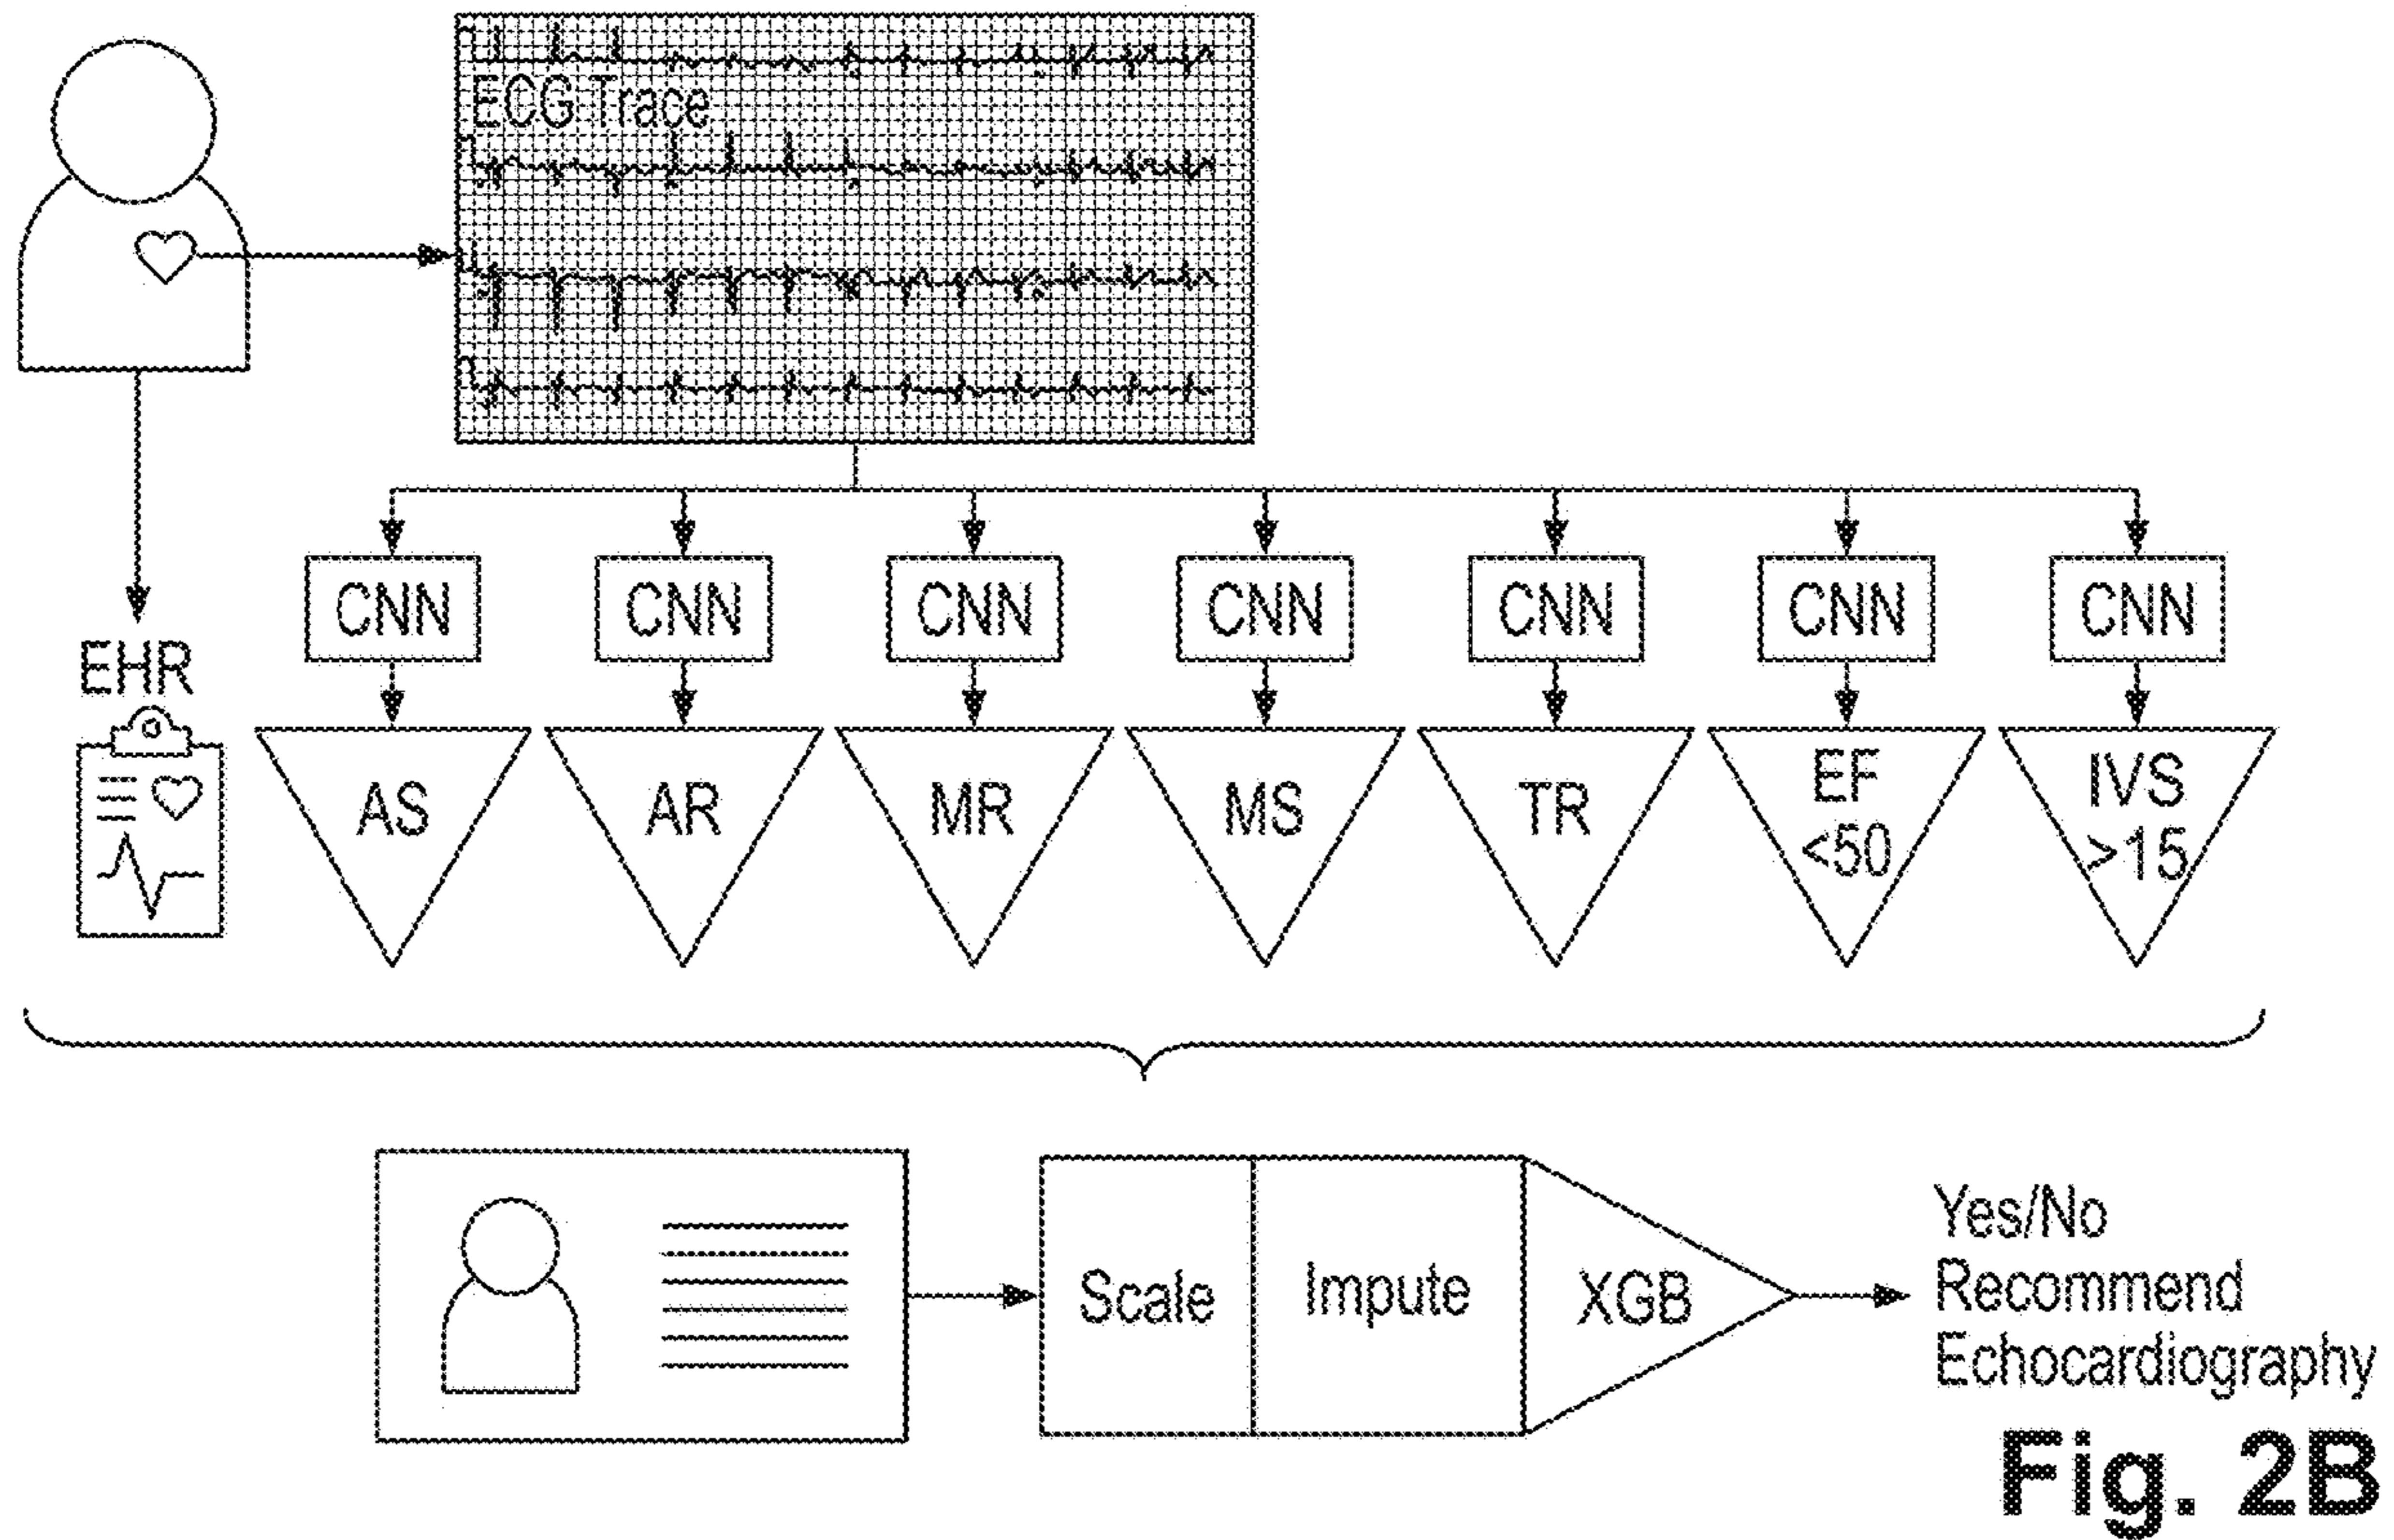 ECG Trace
CNN CNN CNN CNN CNN CNN CNN
EHR
AS AR MR MS TR EF <50 IVS >15
Scale Impute XGB
Yes/No
Recommend
Echocardiography
Fig. 2B